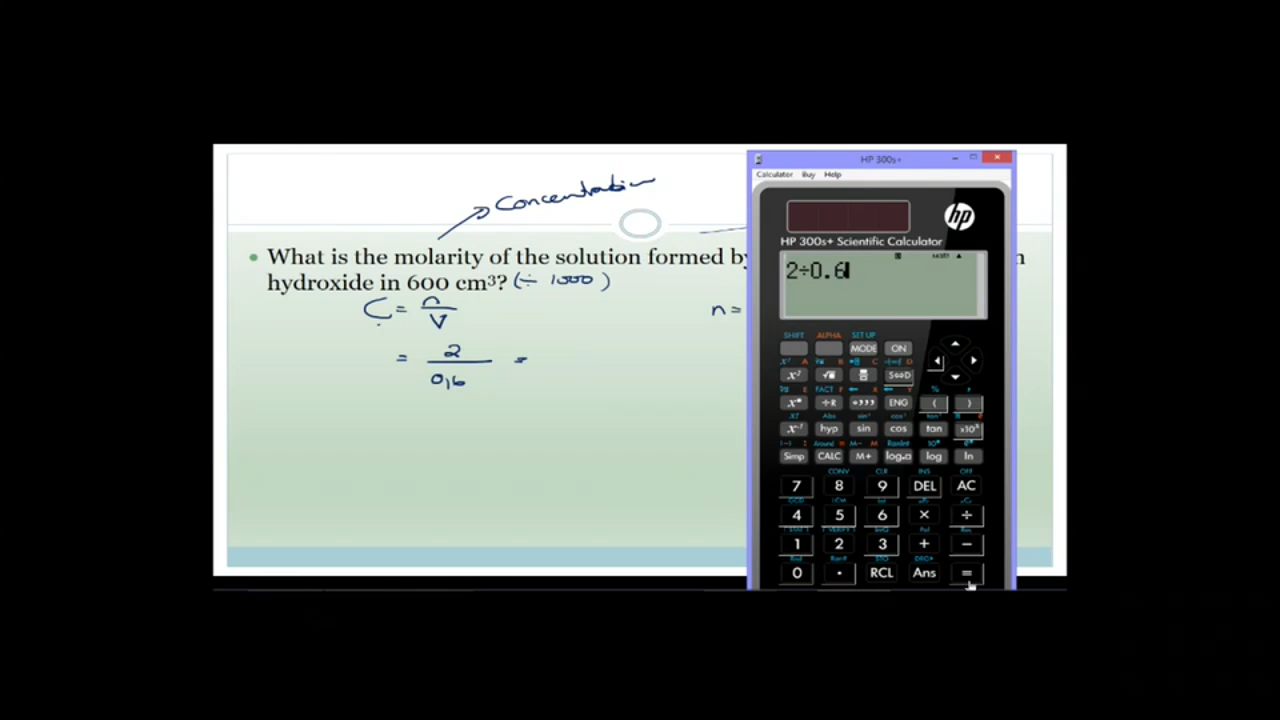 Concentration
What is the molarity of the solution formed by
n
hydroxide in 600 cm³? (÷ 1000)
C = n
V
n =
= 2 =
0,6
HP 300s+
Calculator Buy Help
hp
HP 300s+ Scientific Calculator
2÷0.6
SHIFT ALPHA SET UP
MODE ON
S⇔D
ENG ( )
hyp sin cos tan
Simp CALC M+ log log ln
7 8 9 DEL AC
4 5 6 × ÷
1 2 3 + −
0 . RCL Ans =